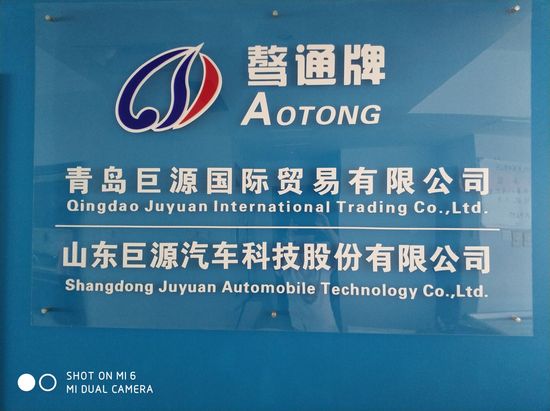 骜通牌
AOTONG
青岛巨源国际贸易有限公司
Qingdao Juyuan International Trading Co.,Ltd.
山东巨源汽车科技股份有限公司
Shangdong Juyuan Automobile Technology Co.,Ltd.
SHOT ON MI 6
MI DUAL CAMERA